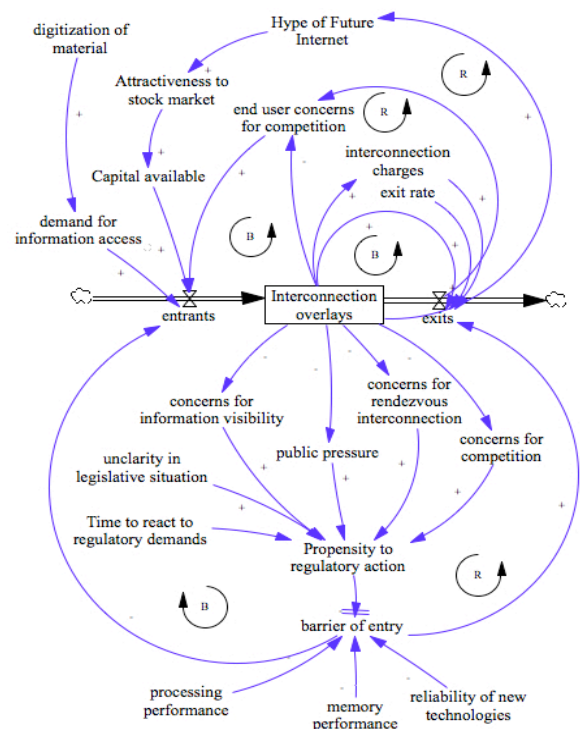 digitization of
material
Hype of Future
Internet
Attractiveness to
stock market
R
end user concerns
for competition
R
interconnection
charges
Capital available
exit rate
demand for
information access
B
B
entrants
Interconnection
overlays
exits
concerns for
information visibility
concerns for
rendezvous
interconnection
concerns for
competition
public pressure
unclarity in
legislative situation
Time to react to
regulatory demands
Propensity to
regulatory action
R
B
barrier of entry
processing
performance
memory
performance
reliability of new
technologies